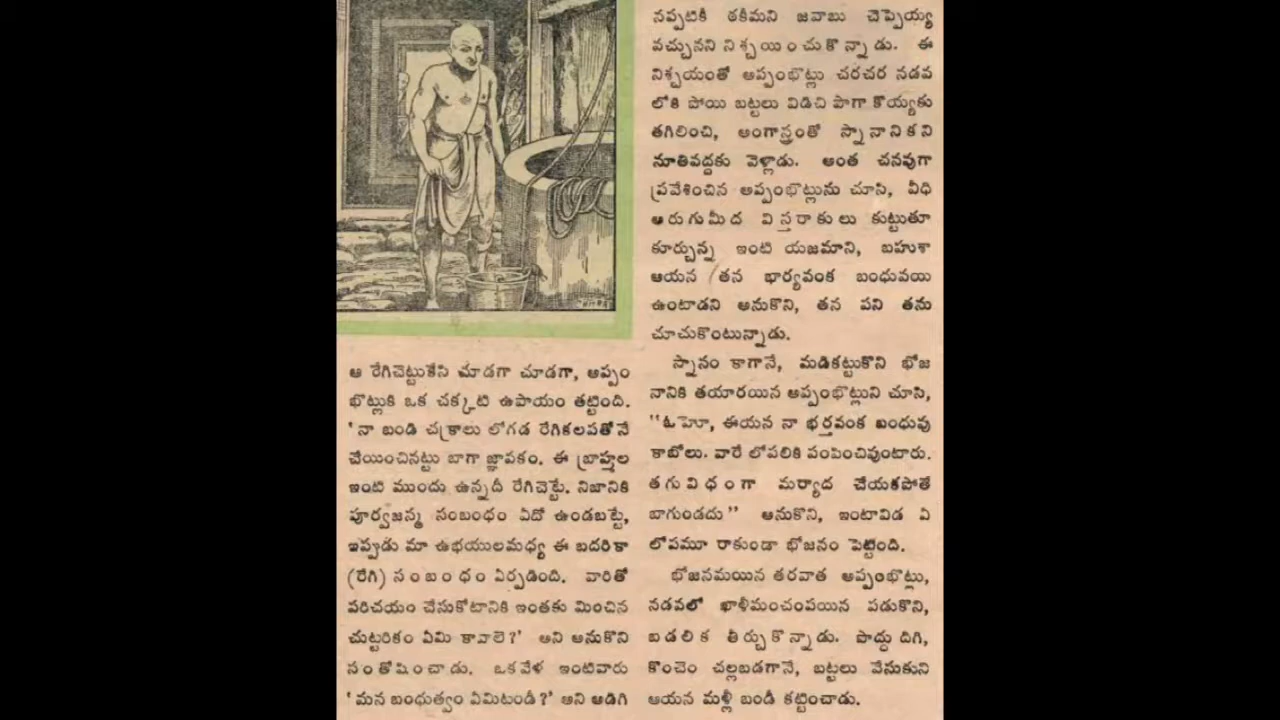 ఆ రేగిచెట్టుకేసి చూడగా చూడగా, అప్పం
భొట్లుకి ఒక చక్కటి ఉపాయం తట్టింది.
'నా బండి చక్రాలు లోగడ రేగికలపతోనే
చేయించినట్టు బాగా జ్ఞాపకం. ఈ బ్రాహ్మల
ఇంటి ముందు ఉన్నదీ రేగిచెట్టే. నిజానికి
పూర్వజన్మ సంబంధం ఏదో ఉండబట్టే,
ఇప్పుడు మా ఉభయులమధ్య ఈ బదరికా
(రేగి) సంబంధం ఏర్పడింది. వారితో
పరిచయం చేసుకోటానికి ఇంతకు మించిన
చుట్టరికం ఏమి కావాలె?' అని అనుకొని
సంతోషించాడు. ఒకవేళ ఇంటివారు
'మన బంధుత్వం ఏమిటండీ?' అని అడిగి
నప్పటికీ ఠకీమని జవాబు చెప్పెయ్య
వచ్చునని నిశ్చయించుకొన్నాడు. ఈ
నిశ్చయంతో అప్పంభొట్లు చరచర నడవ
లోకి పోయి బట్టలు విడిచి పాగా కొయ్యకు
తగిలించి, అంగాస్త్రంతో స్నానానికని
నూతివద్దకు వెళ్లాడు. అంత చనవుగా
ప్రవేశించిన అప్పంభొట్లును చూసి, వీధి
అరుగుమీద విస్తరాకులు కుట్టుతూ
కూర్చున్న ఇంటి యజమాని, బహుశా
ఆయన తన భార్యవంక బంధువయి
ఉంటాడని అనుకొని, తన పని తను
చూచుకొంటున్నాడు.
స్నానం కాగానే, మడికట్టుకొని భోజ
నానికి తయారయిన అప్పంభొట్లుని చూసి,
"ఓహో, ఈయన నా భర్తవంక బంధువు
కాబోలు. వారే లోపలికి పంపించివుంటారు.
తగువిధంగా మర్యాద చేయకపోతే
బాగుండదు" అనుకొని, ఇంటావిడ ఏ
లోపమూ రాకుండా భోజనం పెట్టింది.
భోజనమయిన తరవాత అప్పంభొట్లు,
నడవలో ఖాళీమంచంపయిన పడుకొని,
బడలిక తీర్చుకొన్నాడు. పొద్దు దిగి,
కొంచెం చల్లబడగానే, బట్టలు వేసుకుని
ఆయన మళ్లీ బండీ కట్టించాడు.